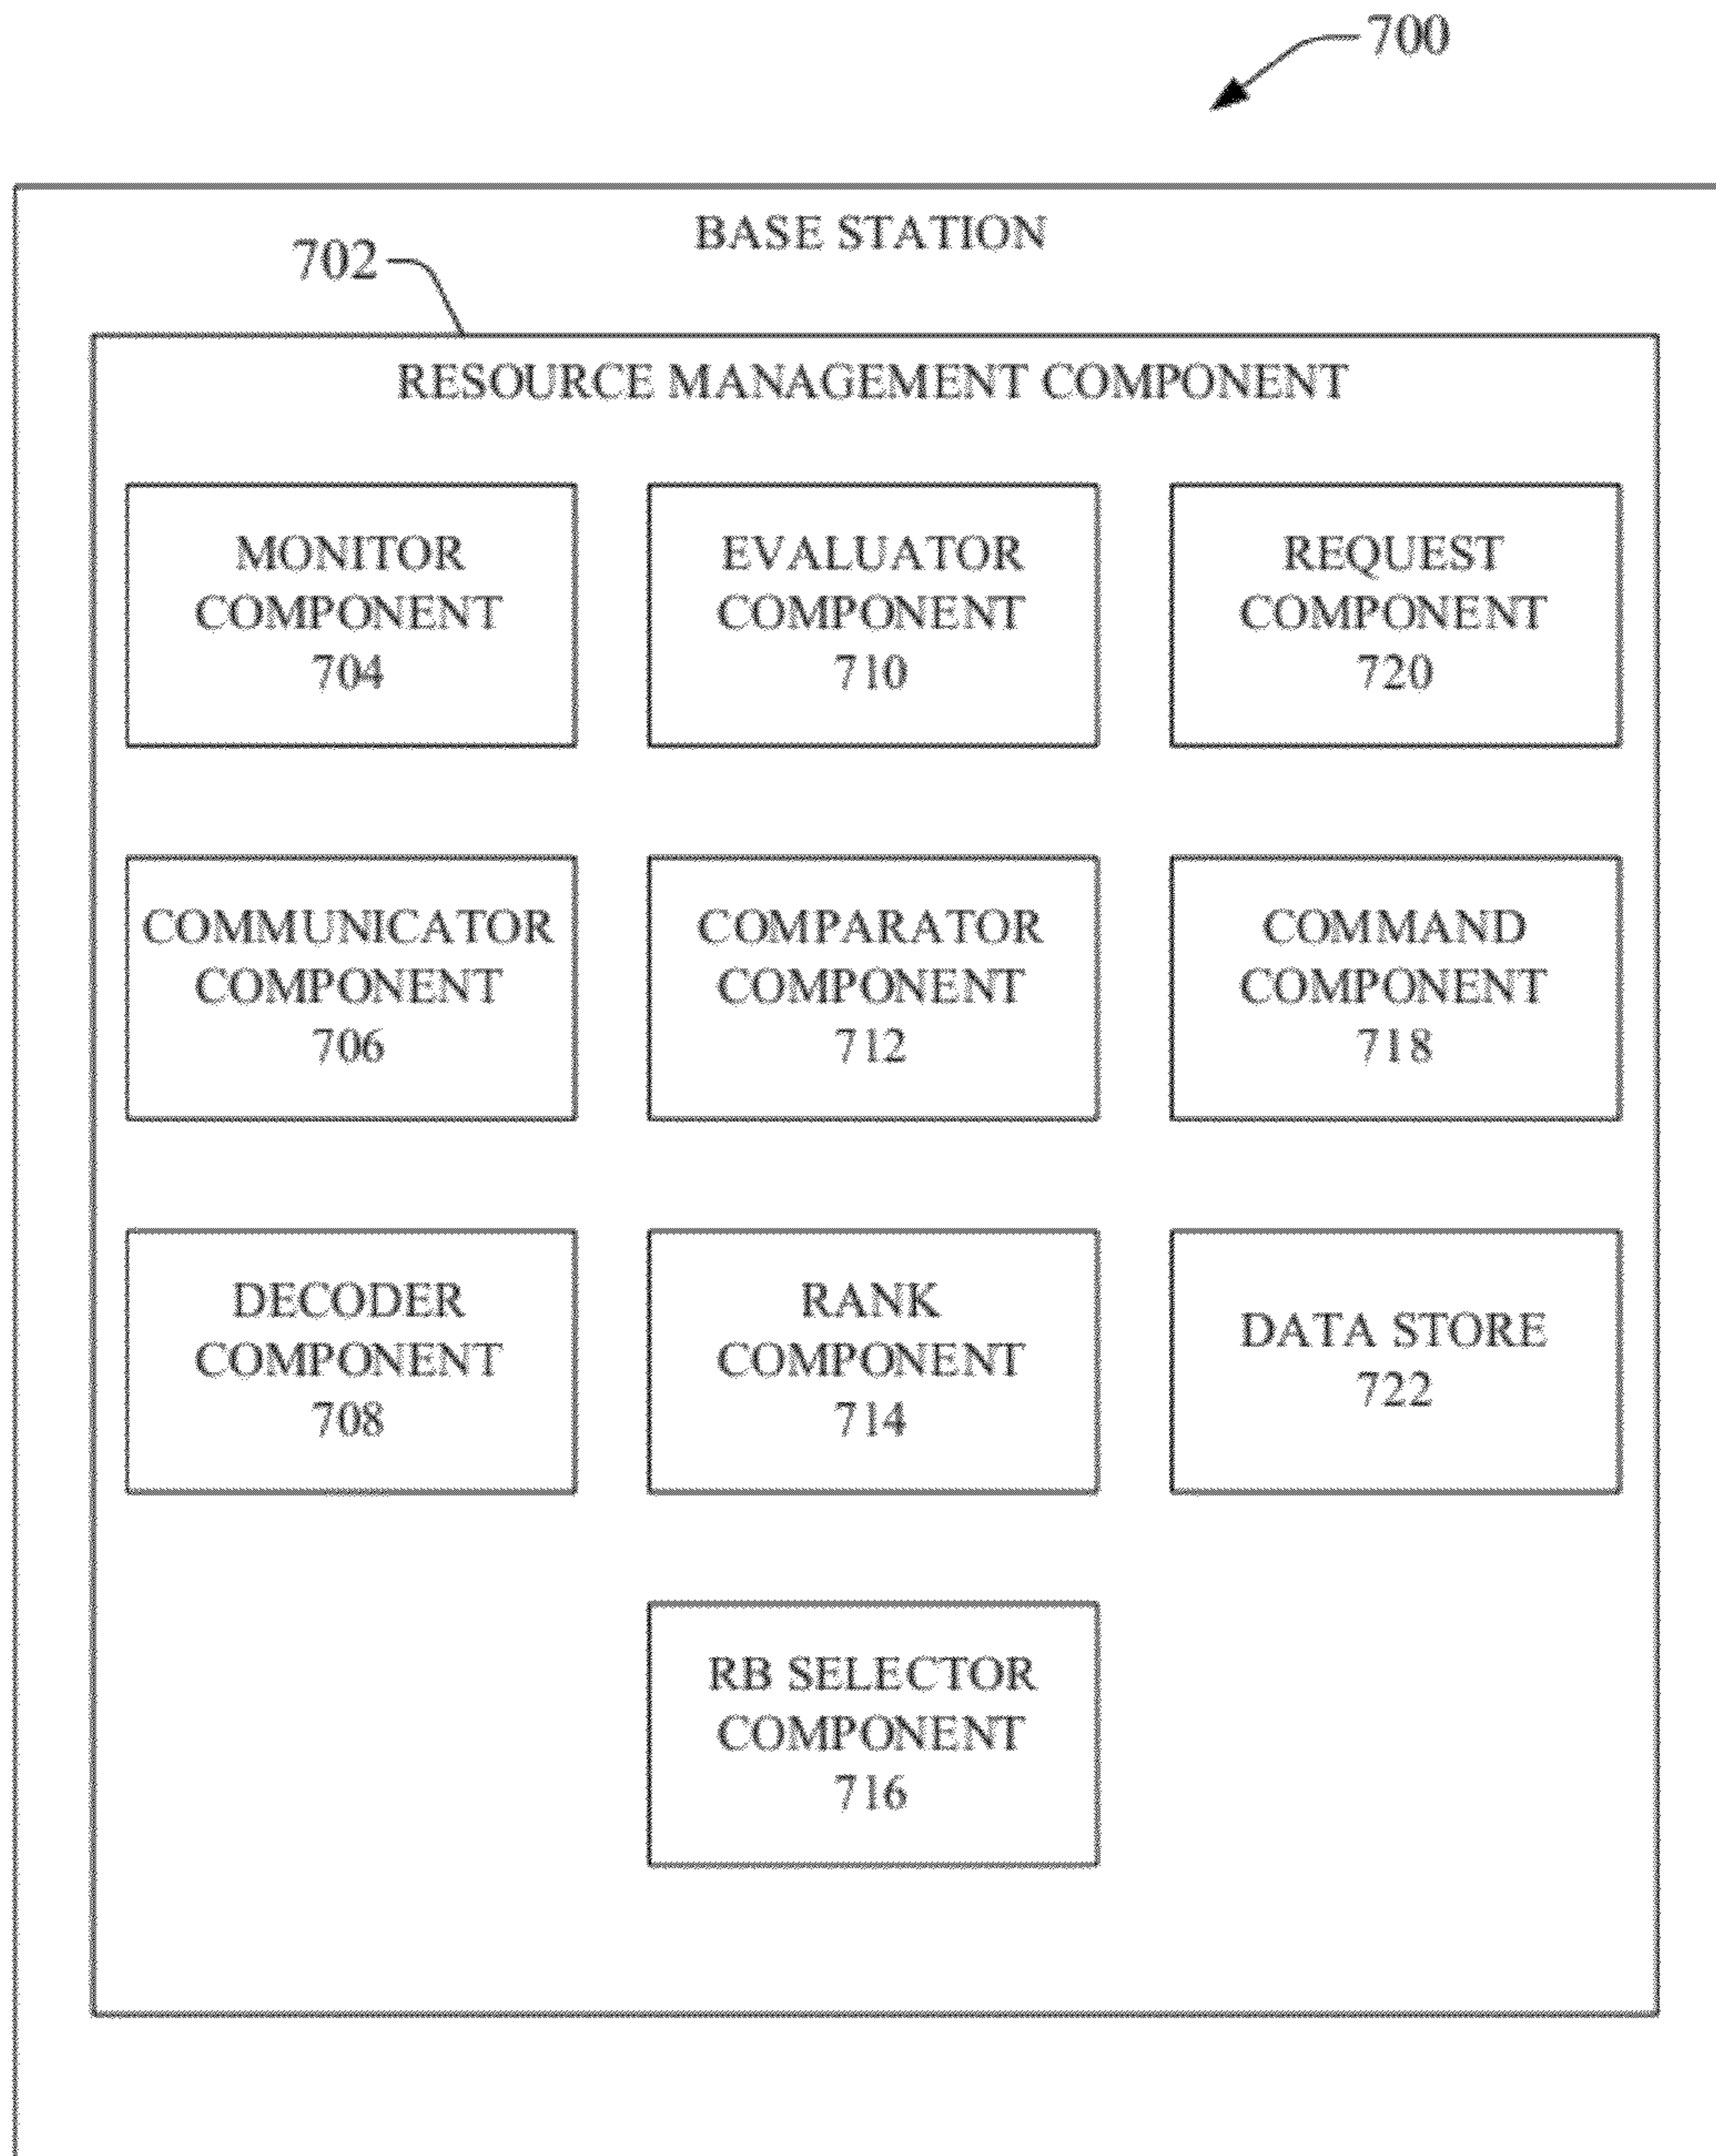 700
BASE STATION
702
RESOURCE MANAGEMENT COMPONENT
MONITOR
COMPONENT
704
EVALUATOR
COMPONENT
710
REQUEST
COMPONENT
720
COMMUNICATOR
COMPONENT
706
COMPARATOR
COMPONENT
712
COMMAND
COMPONENT
718
DECODER
COMPONENT
708
RANK
COMPONENT
714
DATA STORE
722
RB SELECTOR
COMPONENT
716